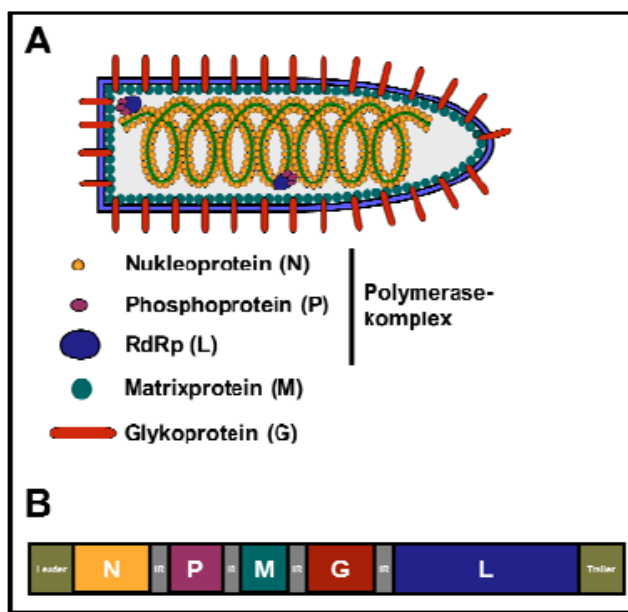 A
Nukleoprotein (N)
Phosphoprotein (P)
Polymerase-
komplex
RdRp (L)
Matrixprotein (M)
Glykoprotein (G)
B
Leader N IR P IR M IR G IR L Trailer